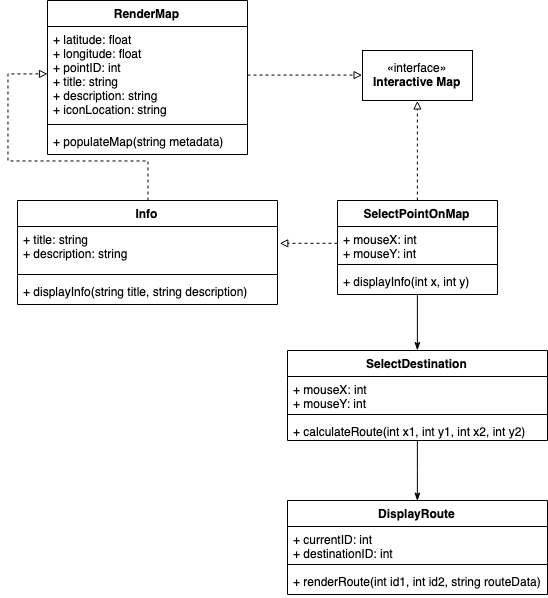 RenderMap
+ latitude: float
+ longitude: float
+ pointID: int
+ title: string
+ description: string
+ iconLocation: string
+ populateMap(string metadata)
«interface»
Interactive Map
Info
+ title: string
+ description: string
+ displayInfo(string title, string description)
SelectPointOnMap
+ mouseX: int
+ mouseY: int
+ displayInfo(int x, int y)
SelectDestination
+ mouseX: int
+ mouseY: int
+ calculateRoute(int x1, int y1, int x2, int y2)
DisplayRoute
+ currentID: int
+ destinationID: int
+ renderRoute(int id1, int id2, string routeData)